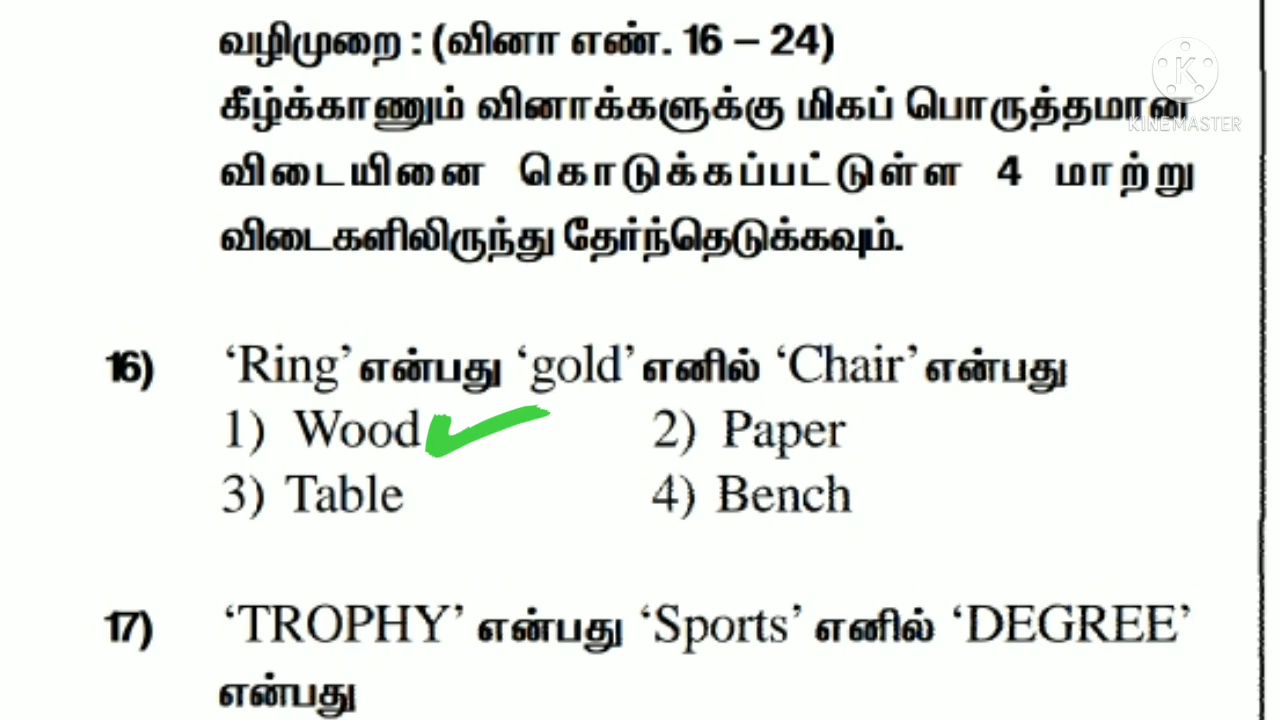 வழிமுறை : (வினா எண். 16 – 24)
கீழ்க்காணும் வினாக்களுக்கு மிகப் பொருத்தமான
விடையினை கொடுக்கப்பட்டுள்ள 4 மாற்று
விடைகளிலிருந்து தேர்ந்தெடுக்கவும்.
16) ‘Ring’ என்பது ‘gold’ எனில் ‘Chair’ என்பது
1) Wood 2) Paper
3) Table 4) Bench
17) ‘TROPHY’ என்பது ‘Sports’ எனில் ‘DEGREE’
என்பது
K
KINEMASTER